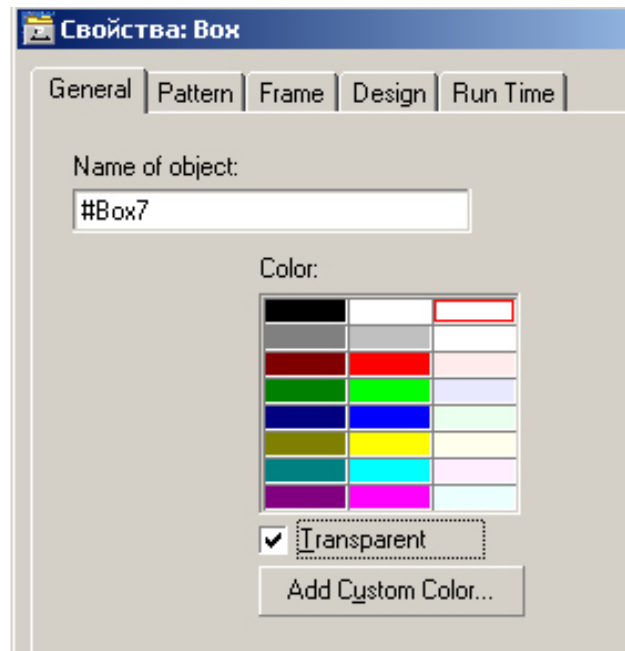 Свойства: Box
General Pattern Frame Design Run Time
Name of object:
#Box7
Color:
Transparent
Add Custom Color...